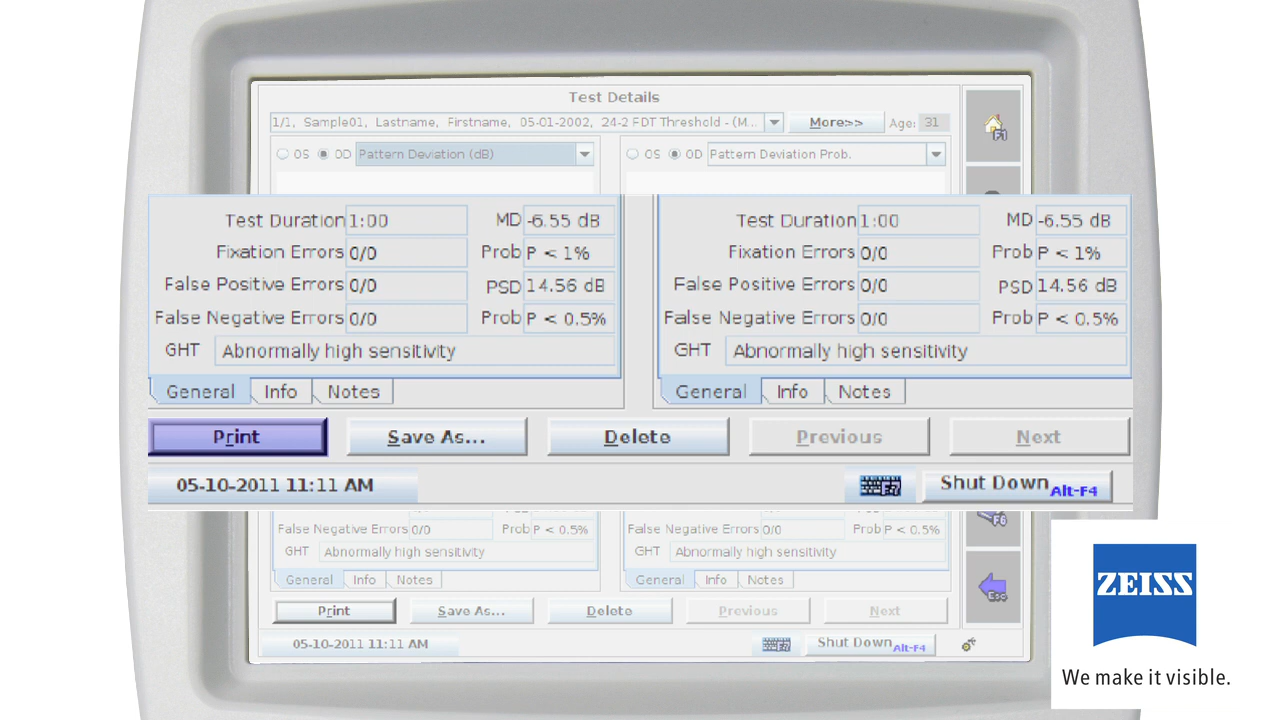 Test Details
1/1, Sample01, Lastname, Firstname, 05-01-2002, 24-2 FDT Threshold - (M... More>> Age: 31
F1
OS OD Pattern Deviation (dB) OS OD Pattern Deviation Prob.
Test Duration 1:00 MD -6.55 dB Test Duration 1:00 MD -6.55 dB
Fixation Errors 0/0 Prob P < 1% Fixation Errors 0/0 Prob P < 1%
False Positive Errors 0/0 PSD 14.56 dB False Positive Errors 0/0 PSD 14.56 dB
False Negative Errors 0/0 Prob P < 0.5% False Negative Errors 0/0 Prob P < 0.5%
GHT Abnormally high sensitivity GHT Abnormally high sensitivity
General Info Notes General Info Notes
Print Save As... Delete Previous Next
05-10-2011 11:11 AM F7 Shut Down Alt-F4
F6
False Negative Errors 0/0 Prob P < 0.5% False Negative Errors 0/0 Prob P < 0.5%
GHT Abnormally high sensitivity GHT Abnormally high sensitivity
General Info Notes General Info Notes
Esc
Print Save As... Delete Previous Next
05-10-2011 11:11 AM F7 Shut Down Alt-F4
ZEISS
We make it visible.